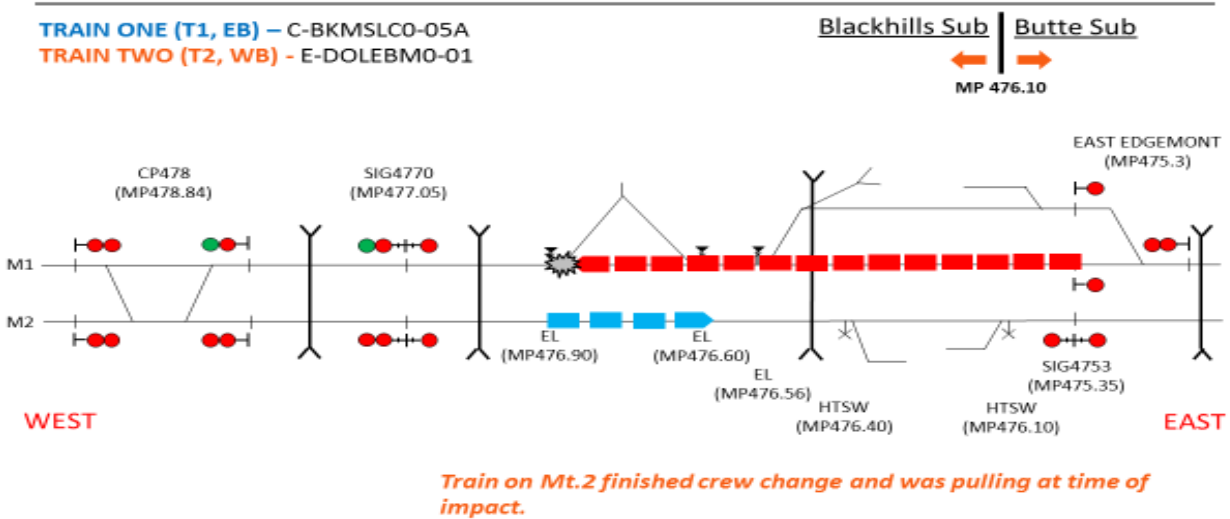 TRAIN ONE (T1, EB) – C-BKMSLC0-05A
TRAIN TWO (T2, WB) - E-DOLEBM0-01
Blackhills Sub
Butte Sub
MP 476.10
EAST EDGEMONT
(MP475.3)
CP478
(MP478.84)
SIG4770
(MP477.05)
M1
M2
EL
(MP476.90)
EL
(MP476.60)
EL
(MP476.56)
HTSW
(MP476.40)
HTSW
(MP476.10)
SIG4753
(MP475.35)
WEST
EAST
Train on Mt.2 finished crew change and was pulling at time of
impact.